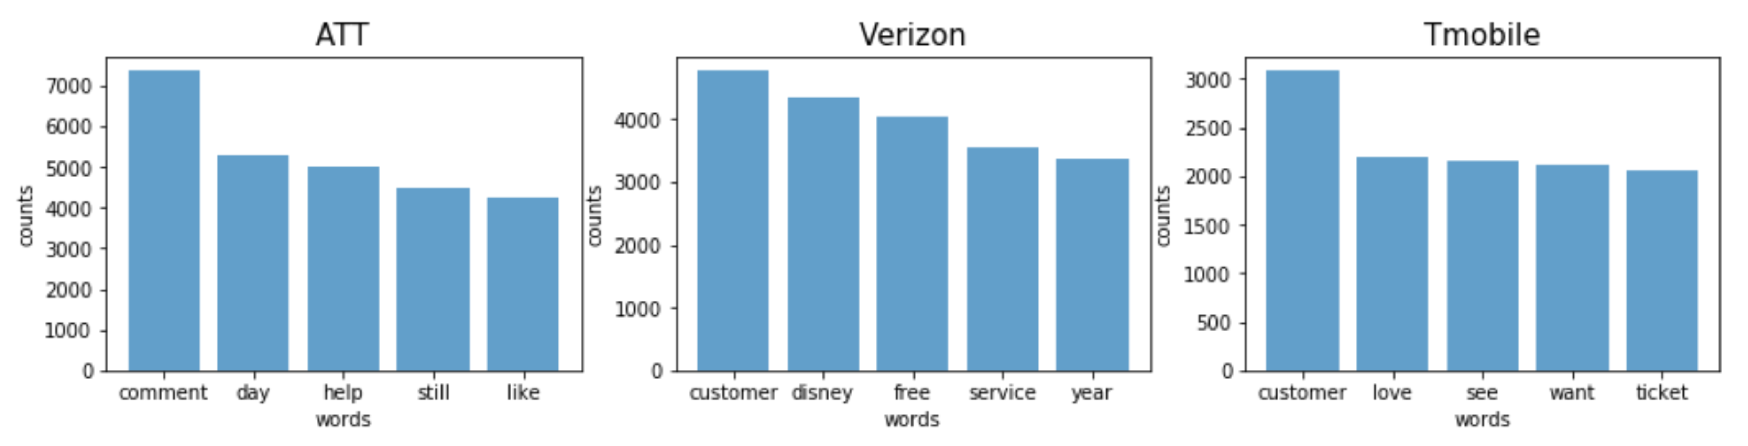 ATT
7000
6000
5000
4000
3000
2000
1000
0
counts
comment day help still like
words
Verizon
4000
3000
2000
1000
0
counts
customer disney free service year
words
Tmobile
3000
2500
2000
1500
1000
500
0
counts
customer love see want ticket
words